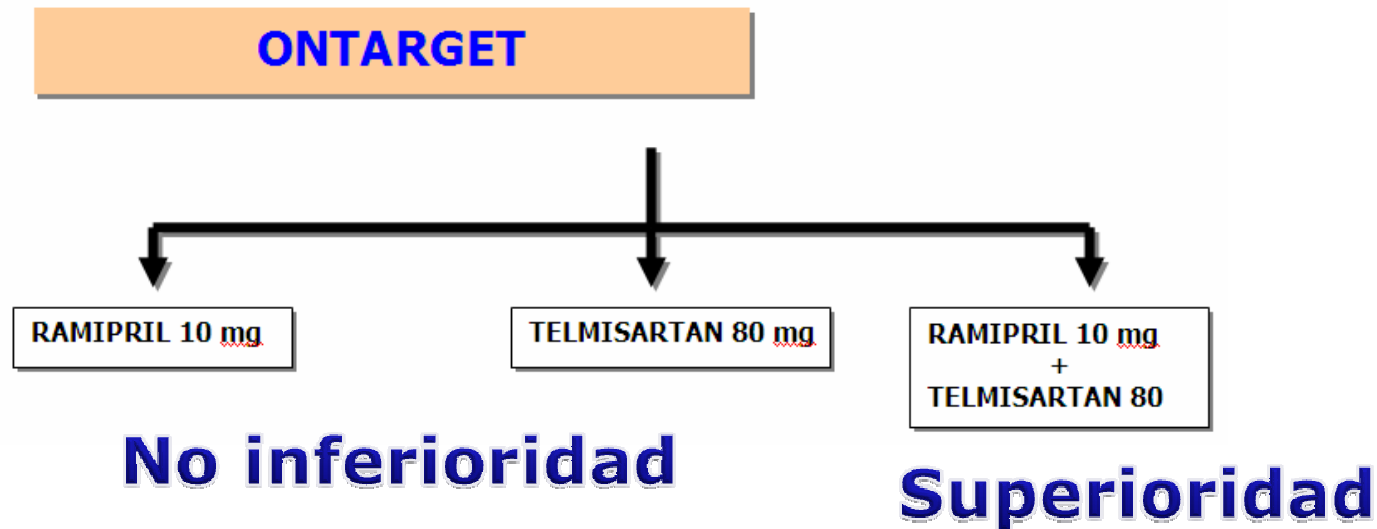 ONTARGET
RAMIPRIL 10 mg
TELMISARTAN 80 mg
RAMIPRIL 10 mg
+
TELMISARTAN 80
No inferioridad
Superioridad